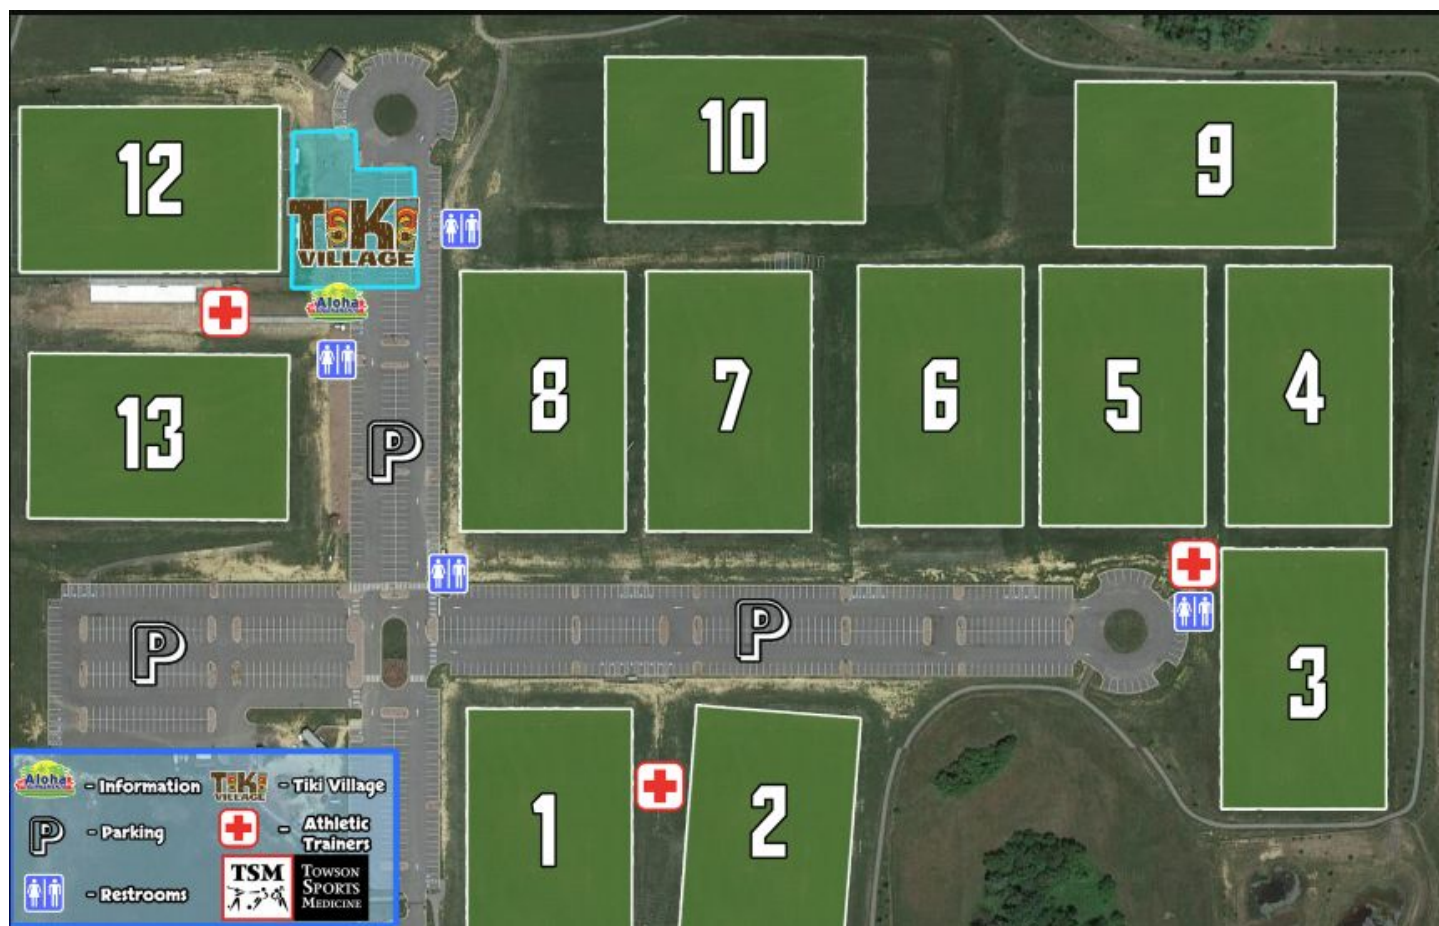 10
9
12
TIKI
VILLAGE
Aloha
8
7
6
5
4
13
P
P
P
3
1
2
Aloha - Information
TIKI VILLAGE - Tiki Village
P - Parking
- Athletic
Trainers
- Restrooms
TSM
TOWSON
SPORTS
MEDICINE